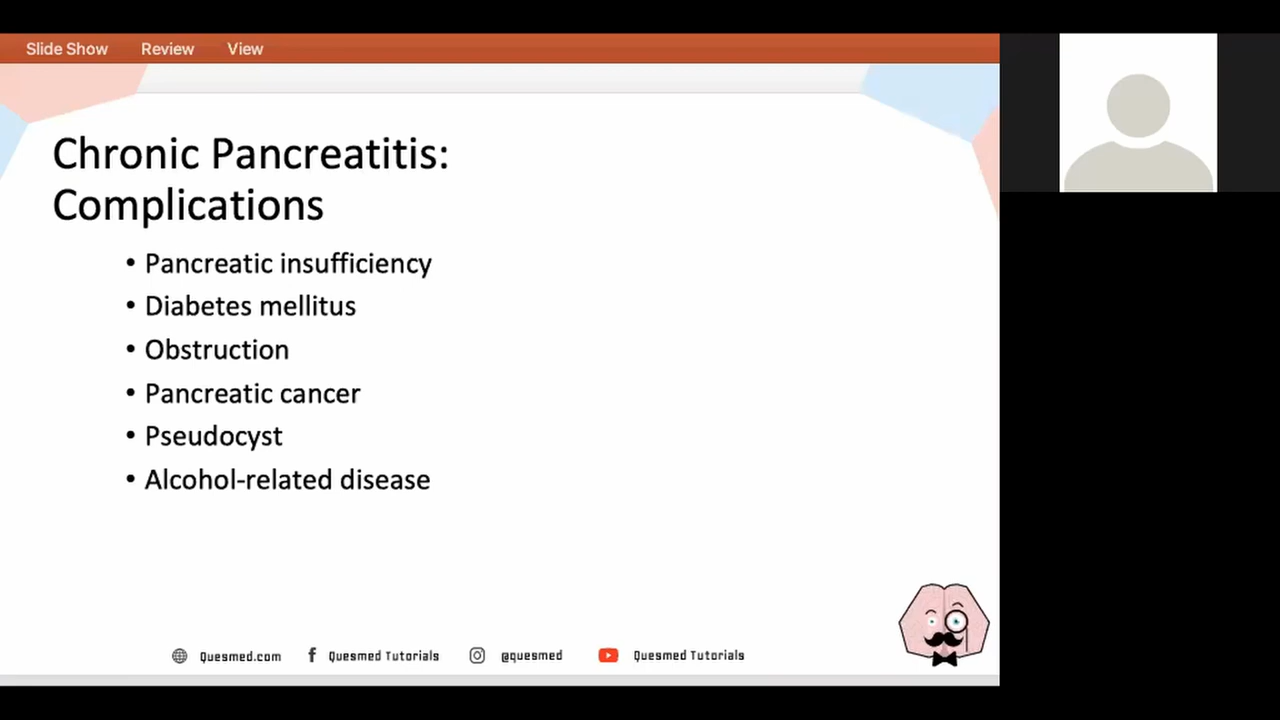 Slide Show Review View
Chronic Pancreatitis:
Complications
• Pancreatic insufficiency
• Diabetes mellitus
• Obstruction
• Pancreatic cancer
• Pseudocyst
• Alcohol-related disease
Quesmed.com Quesmed Tutorials @quesmed Quesmed Tutorials